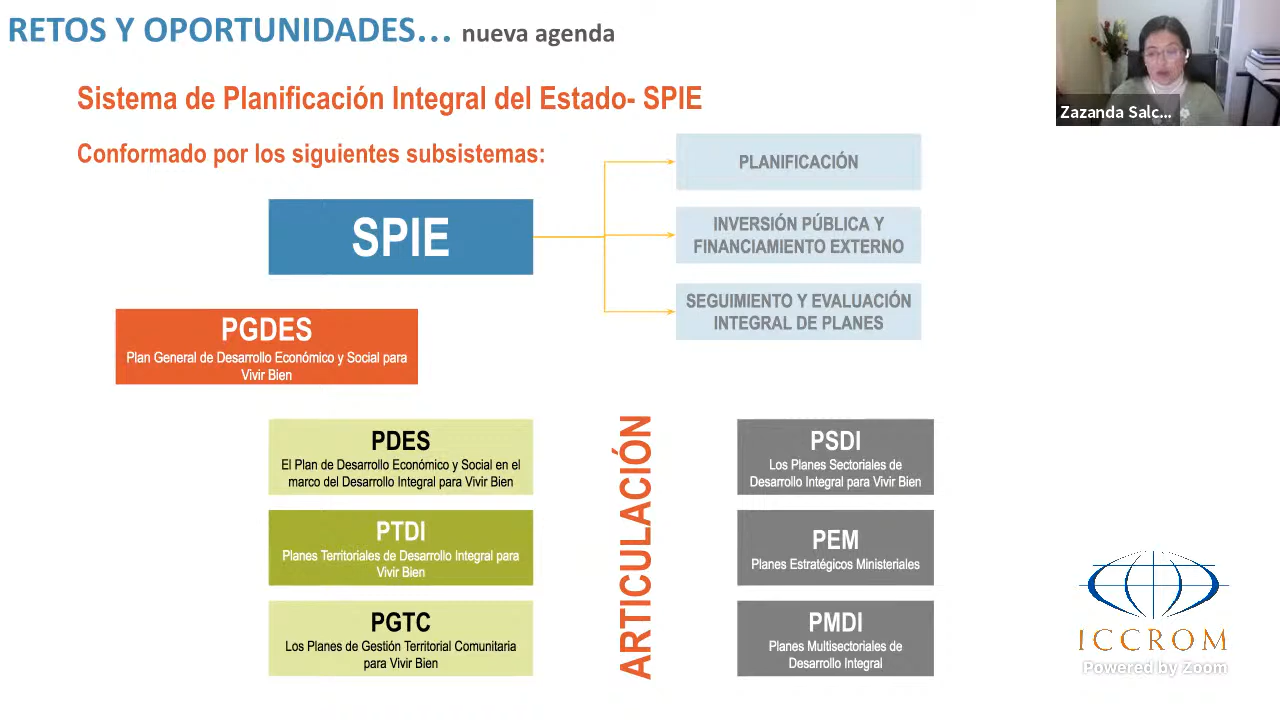 RETOS Y OPORTUNIDADES... nueva agenda
Zazanda Salc...
Sistema de Planificación Integral del Estado- SPIE
Conformado por los siguientes subsistemas:
SPIE
PLANIFICACIÓN
INVERSIÓN PÚBLICA Y
FINANCIAMIENTO EXTERNO
SEGUIMIENTO Y EVALUACIÓN
INTEGRAL DE PLANES
PGDES
Plan General de Desarrollo Económico y Social para
Vivir Bien
PDES
El Plan de Desarrollo Económico y Social en el
marco del Desarrollo Integral para Vivir Bien
PTDI
Planes Territoriales de Desarrollo Integral para
Vivir Bien
PGTC
Los Planes de Gestión Territorial Comunitaria
para Vivir Bien
ARTICULACIÓN
PSDI
Los Planes Sectoriales de
Desarrollo Integral para Vivir Bien
PEM
Planes Estratégicos Ministeriales
PMDI
Planes Multisectoriales de
Desarrollo Integral
ICCROM
Powered by Zoom